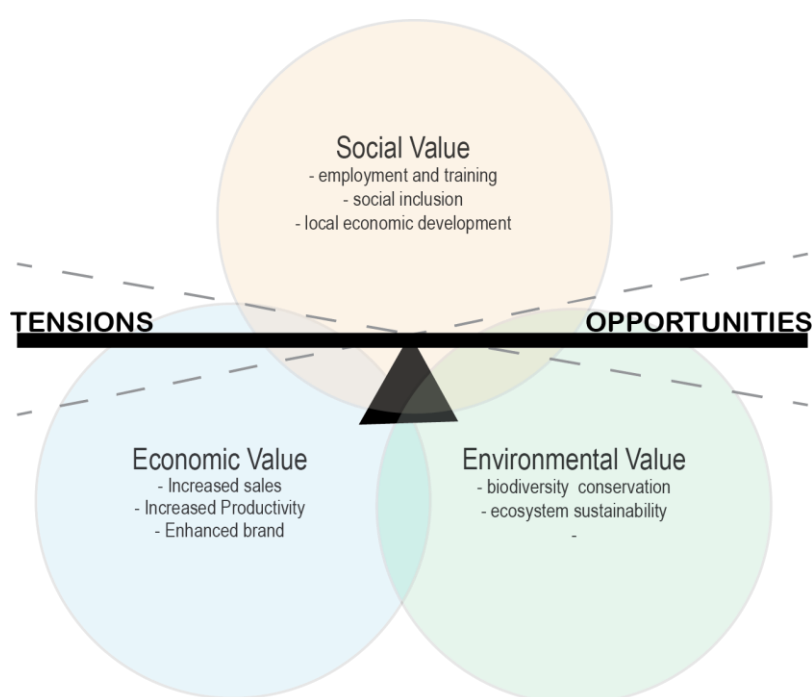 Social Value
- employment and training
- social inclusion
- local economic development
TENSIONS
OPPORTUNITIES
Economic Value
- Increased sales
- Increased Productivity
- Enhanced brand
Environmental Value
- biodiversity conservation
- ecosystem sustainability
-